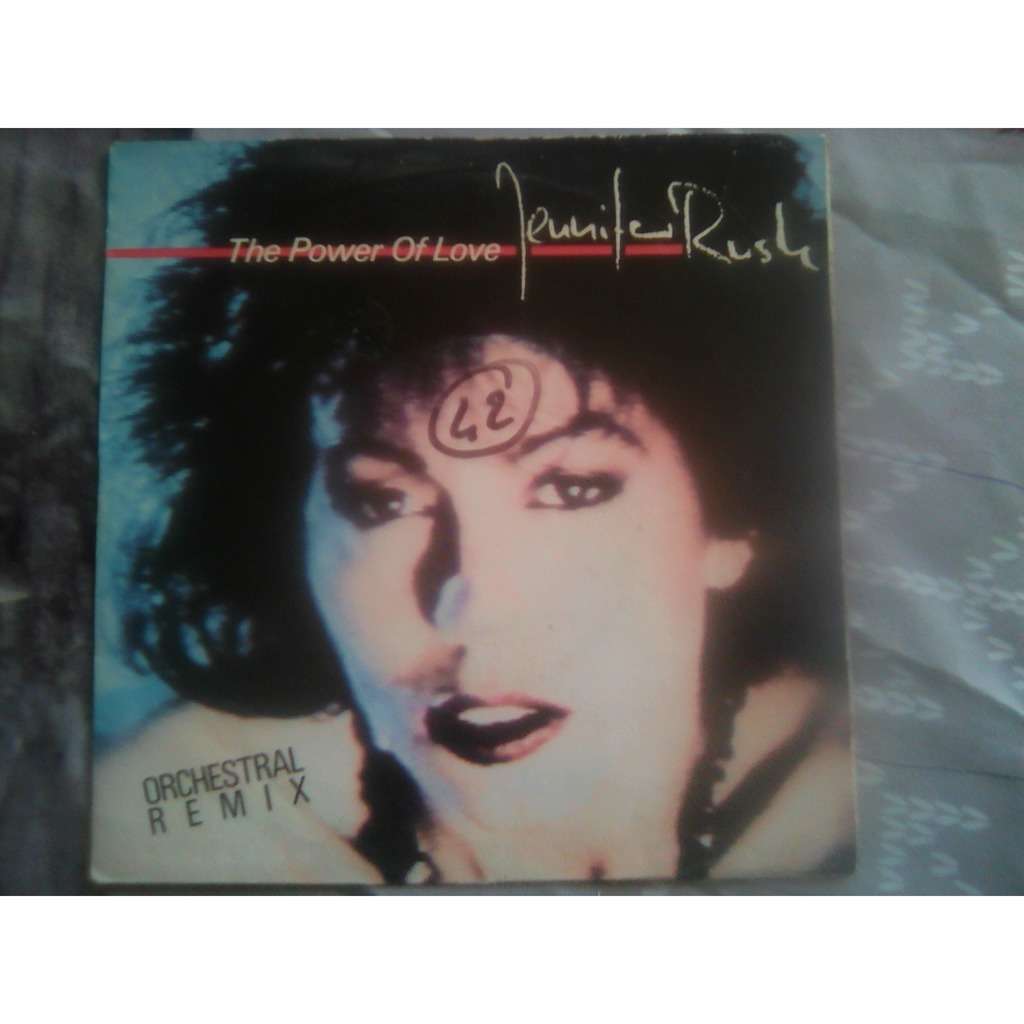 The Power Of Love Jennifer Rush
42
ORCHESTRAL
REMIX